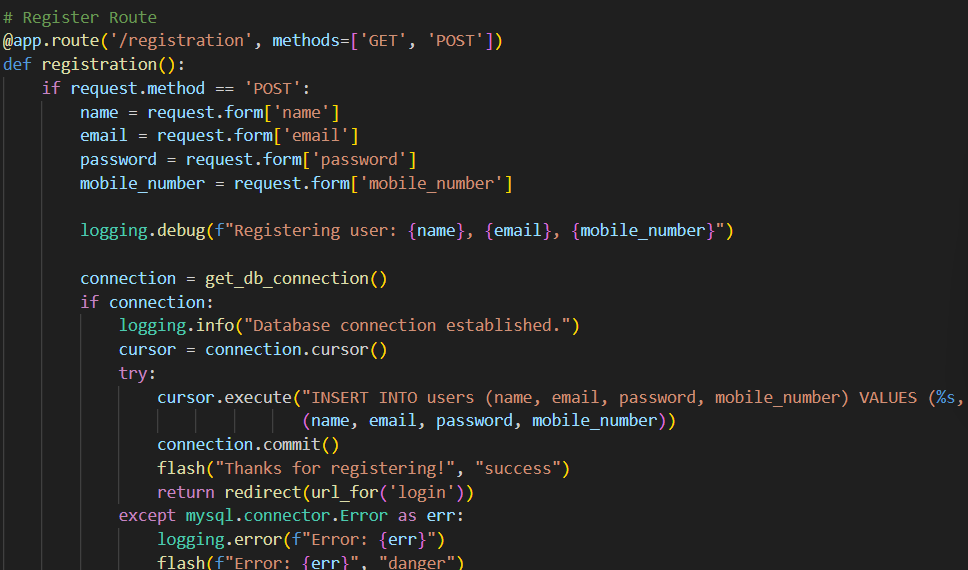 # Register Route
@app.route('/registration', methods=['GET', 'POST'])
def registration():
    if request.method == 'POST':
        name = request.form['name']
        email = request.form['email']
        password = request.form['password']
        mobile_number = request.form['mobile_number']

        logging.debug(f"Registering user: {name}, {email}, {mobile_number}")

        connection = get_db_connection()
        if connection:
            logging.info("Database connection established.")
            cursor = connection.cursor()
            try:
                cursor.execute("INSERT INTO users (name, email, password, mobile_number) VALUES (%s,
                               (name, email, password, mobile_number))
                connection.commit()
                flash("Thanks for registering!", "success")
                return redirect(url_for('login'))
            except mysql.connector.Error as err:
                logging.error(f"Error: {err}")
                flash(f"Error: {err}", "danger")